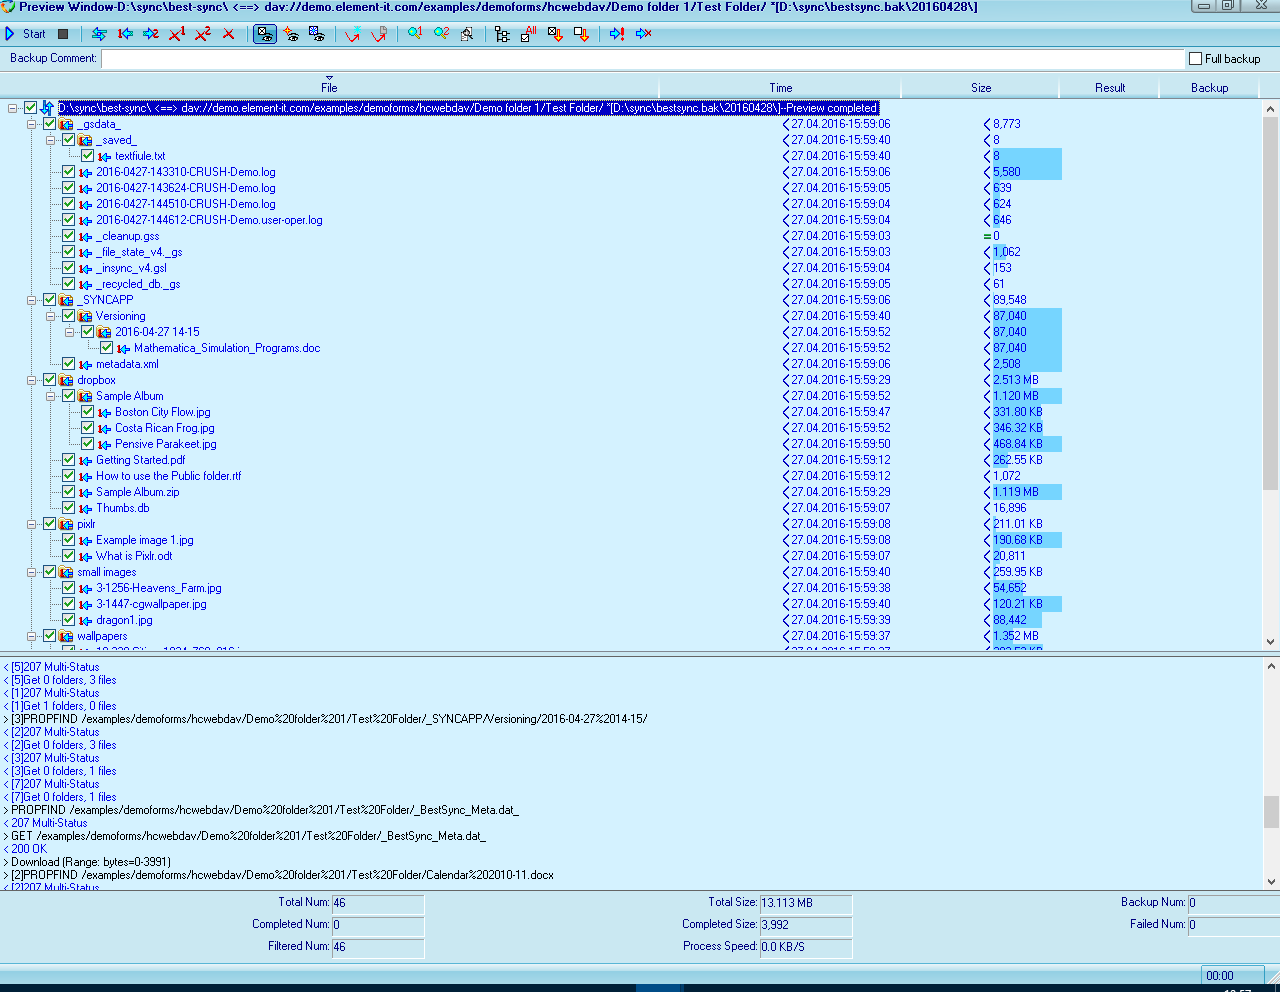 Preview Window-D:\sync\best-sync\ <==> dav://demo.element-it.com/examples/demoforms/hcwebdav/Demo folder 1/Test Folder/ *[D:\sync\bestsync.bak\20160428\]
Start
Backup Comment: Full backup
File Time Size Result Backup
D:\sync\best-sync\ <==> dav://demo.element-it.com/examples/demoforms/hcwebdav/Demo folder 1/Test Folder/ *[D:\sync\bestsync.bak\20160428\]-Preview completed
_gsdata_ <27.04.2016-15:59:06 <8,773
_saved_ <27.04.2016-15:59:40 <8
textfiule.txt <27.04.2016-15:59:40 <8
2016-0427-143310-CRUSH-Demo.log <27.04.2016-15:59:06 <5,580
2016-0427-143624-CRUSH-Demo.log <27.04.2016-15:59:05 <639
2016-0427-144510-CRUSH-Demo.log <27.04.2016-15:59:04 <624
2016-0427-144612-CRUSH-Demo.user-oper.log <27.04.2016-15:59:04 <646
_cleanup.gss <27.04.2016-15:59:03 =0
_file_state_v4._gs <27.04.2016-15:59:03 <1,062
_insync_v4.gsl <27.04.2016-15:59:04 <153
_recycled_db._gs <27.04.2016-15:59:05 <61
_SYNCAPP <27.04.2016-15:59:06 <89,548
Versioning <27.04.2016-15:59:40 <87,040
2016-04-27 14-15 <27.04.2016-15:59:52 <87,040
Mathematica_Simulation_Programs.doc <27.04.2016-15:59:52 <87,040
metadata.xml <27.04.2016-15:59:06 <2,508
dropbox <27.04.2016-15:59:29 <2.513 MB
Sample Album <27.04.2016-15:59:52 <1.120 MB
Boston City Flow.jpg <27.04.2016-15:59:47 <331.80 KB
Costa Rican Frog.jpg <27.04.2016-15:59:52 <346.32 KB
Pensive Parakeet.jpg <27.04.2016-15:59:50 <468.84 KB
Getting Started.pdf <27.04.2016-15:59:12 <262.55 KB
How to use the Public folder.rtf <27.04.2016-15:59:12 <1,072
Sample Album.zip <27.04.2016-15:59:29 <1.119 MB
Thumbs.db <27.04.2016-15:59:07 <16,896
pixlr <27.04.2016-15:59:08 <211.01 KB
Example image 1.jpg <27.04.2016-15:59:08 <190.68 KB
What is Pixlr.odt <27.04.2016-15:59:07 <20,811
small images <27.04.2016-15:59:40 <259.95 KB
3-1256-Heavens_Farm.jpg <27.04.2016-15:59:38 <54,652
3-1447-cgwallpaper.jpg <27.04.2016-15:59:40 <120.21 KB
dragon1.jpg <27.04.2016-15:59:39 <88,442
wallpapers <27.04.2016-15:59:37 <1.352 MB
< [5]207 Multi-Status
< [5]Get 0 folders, 3 files
< [1]207 Multi-Status
< [1]Get 1 folders, 0 files
> [3]PROPFIND /examples/demoforms/hcwebdav/Demo%20folder%201/Test%20Folder/_SYNCAPP/Versioning/2016-04-27%2014-15/
< [2]207 Multi-Status
< [2]Get 0 folders, 3 files
< [3]207 Multi-Status
< [3]Get 0 folders, 1 files
< [7]207 Multi-Status
< [7]Get 0 folders, 1 files
> PROPFIND /examples/demoforms/hcwebdav/Demo%20folder%201/Test%20Folder/_BestSync_Meta.dat_
< 207 Multi-Status
> GET /examples/demoforms/hcwebdav/Demo%20folder%201/Test%20Folder/_BestSync_Meta.dat_
< 200 OK
> Download (Range: bytes=0-3991)
> [2]PROPFIND /examples/demoforms/hcwebdav/Demo%20folder%201/Test%20Folder/Calendar%202010-11.docx
< [2]207 Multi-Status
Total Num: 46 Total Size: 13.113 MB Backup Num: 0
Completed Num: 0 Completed Size: 3,992 Failed Num: 0
Filtered Num: 46 Process Speed: 0.0 KB/S
00:00